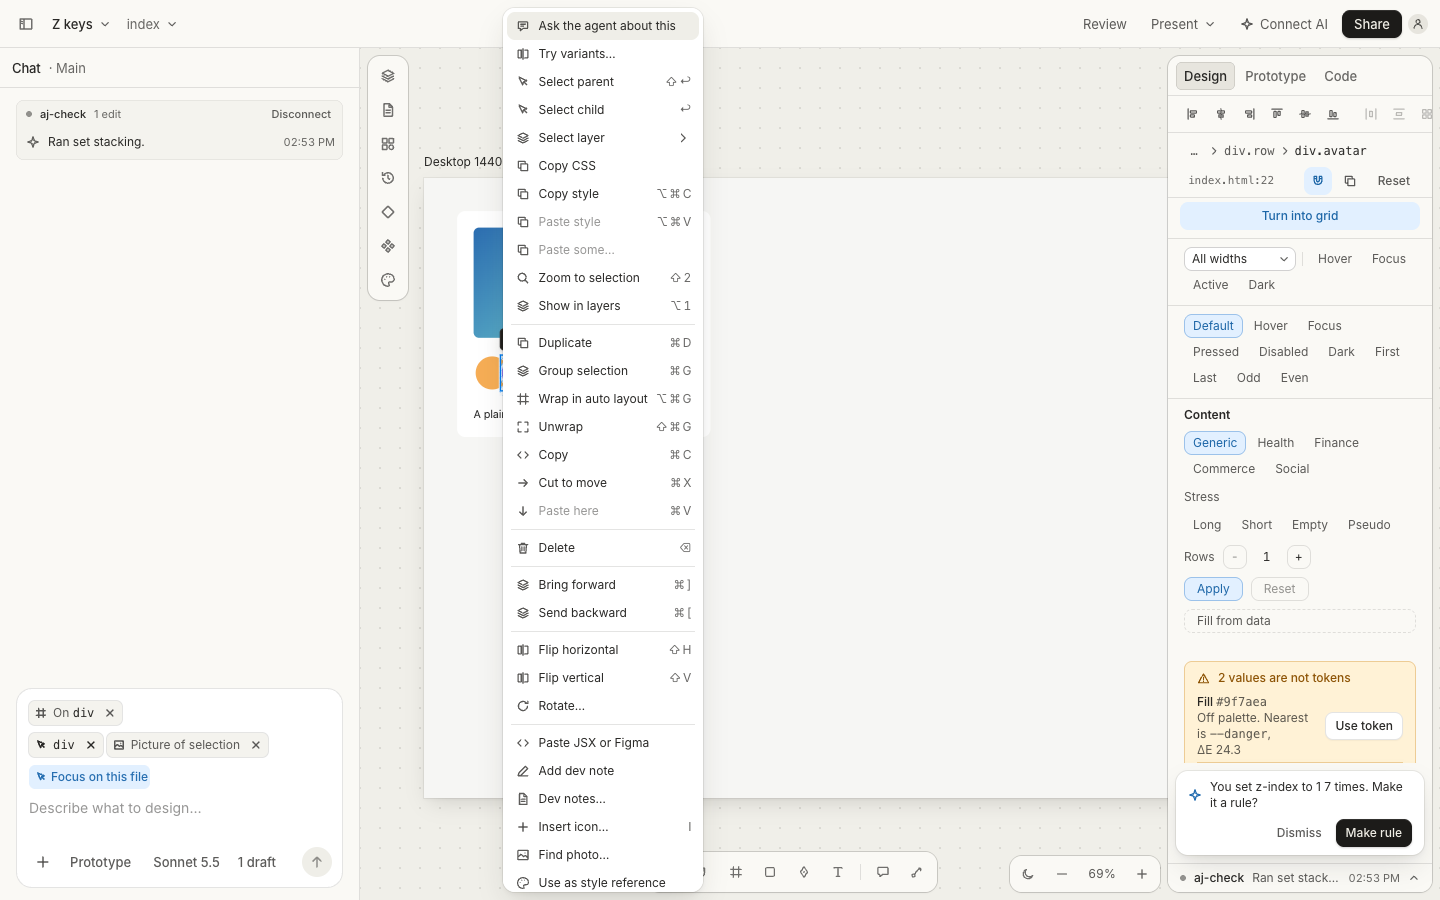 Z keys
index
Review
Present
Connect AI
Share
Chat · Main
aj-check 1 edit
Disconnect
Ran set stacking.
02:53 PM
On div
div
Picture of selection
Focus on this file
Describe what to design...
Prototype
Sonnet 5.5
1 draft
Desktop 1440
Ask the agent about this
Try variants...
Select parent ⇧ ↩
Select child ↩
Select layer
Copy CSS
Copy style ⌥⌘C
Paste style ⌥⌘V
Paste some...
Zoom to selection ⇧2
Show in layers ⌥1
Duplicate ⌘D
Group selection ⌘G
Wrap in auto layout ⌥⌘G
Unwrap ⇧⌘G
Copy ⌘C
Cut to move ⌘X
Paste here ⌘V
Delete ⌫
Bring forward ⌘]
Send backward ⌘[
Flip horizontal ⇧H
Flip vertical ⇧V
Rotate...
Paste JSX or Figma
Add dev note
Dev notes...
Insert icon... I
Find photo...
Use as style reference
69%
Design
Prototype
Code
… > div.row > div.avatar
index.html:22
Reset
Turn into grid
All widths
Hover
Focus
Active
Dark
Default
Hover
Focus
Pressed
Disabled
Dark
First
Last
Odd
Even
Content
Generic
Health
Finance
Commerce
Social
Stress
Long
Short
Empty
Pseudo
Rows - 1 +
Apply
Reset
Fill from data
2 values are not tokens
Fill #9f7aea
Off palette. Nearest
is --danger,
ΔE 24.3
Use token
You set z-index to 1 7 times. Make
it a rule?
Dismiss
Make rule
aj-check Ran set stack... 02:53 PM